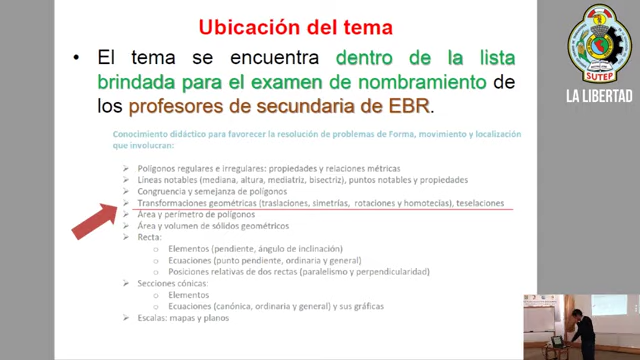 Ubicación del tema
• El tema se encuentra dentro de la lista
brindada para el examen de nombramiento de
los profesores de secundaria de EBR.
Conocimiento didáctico para favorecer la resolución de problemas de Forma, movimiento y localización
que involucran:
Polígonos regulares e irregulares: propiedades y relaciones métricas
Líneas notables (mediana, altura, mediatriz, bisectriz), puntos notables y propiedades
Congruencia y semejanza de polígonos
Transformaciones geométricas (traslaciones, simetrías, rotaciones y homotecias), teselaciones
Área y perímetro de polígonos
Área y volumen de sólidos geométricos
Recta:
o Elementos (pendiente, ángulo de inclinación)
o Ecuaciones (punto pendiente, ordinaria y general)
o Posiciones relativas de dos rectas (paralelismo y perpendicularidad)
Secciones cónicas:
o Elementos
o Ecuaciones (canónica, ordinaria y general) y sus gráficas
Escalas: mapas y planos
SUTEP
LA LIBERTAD